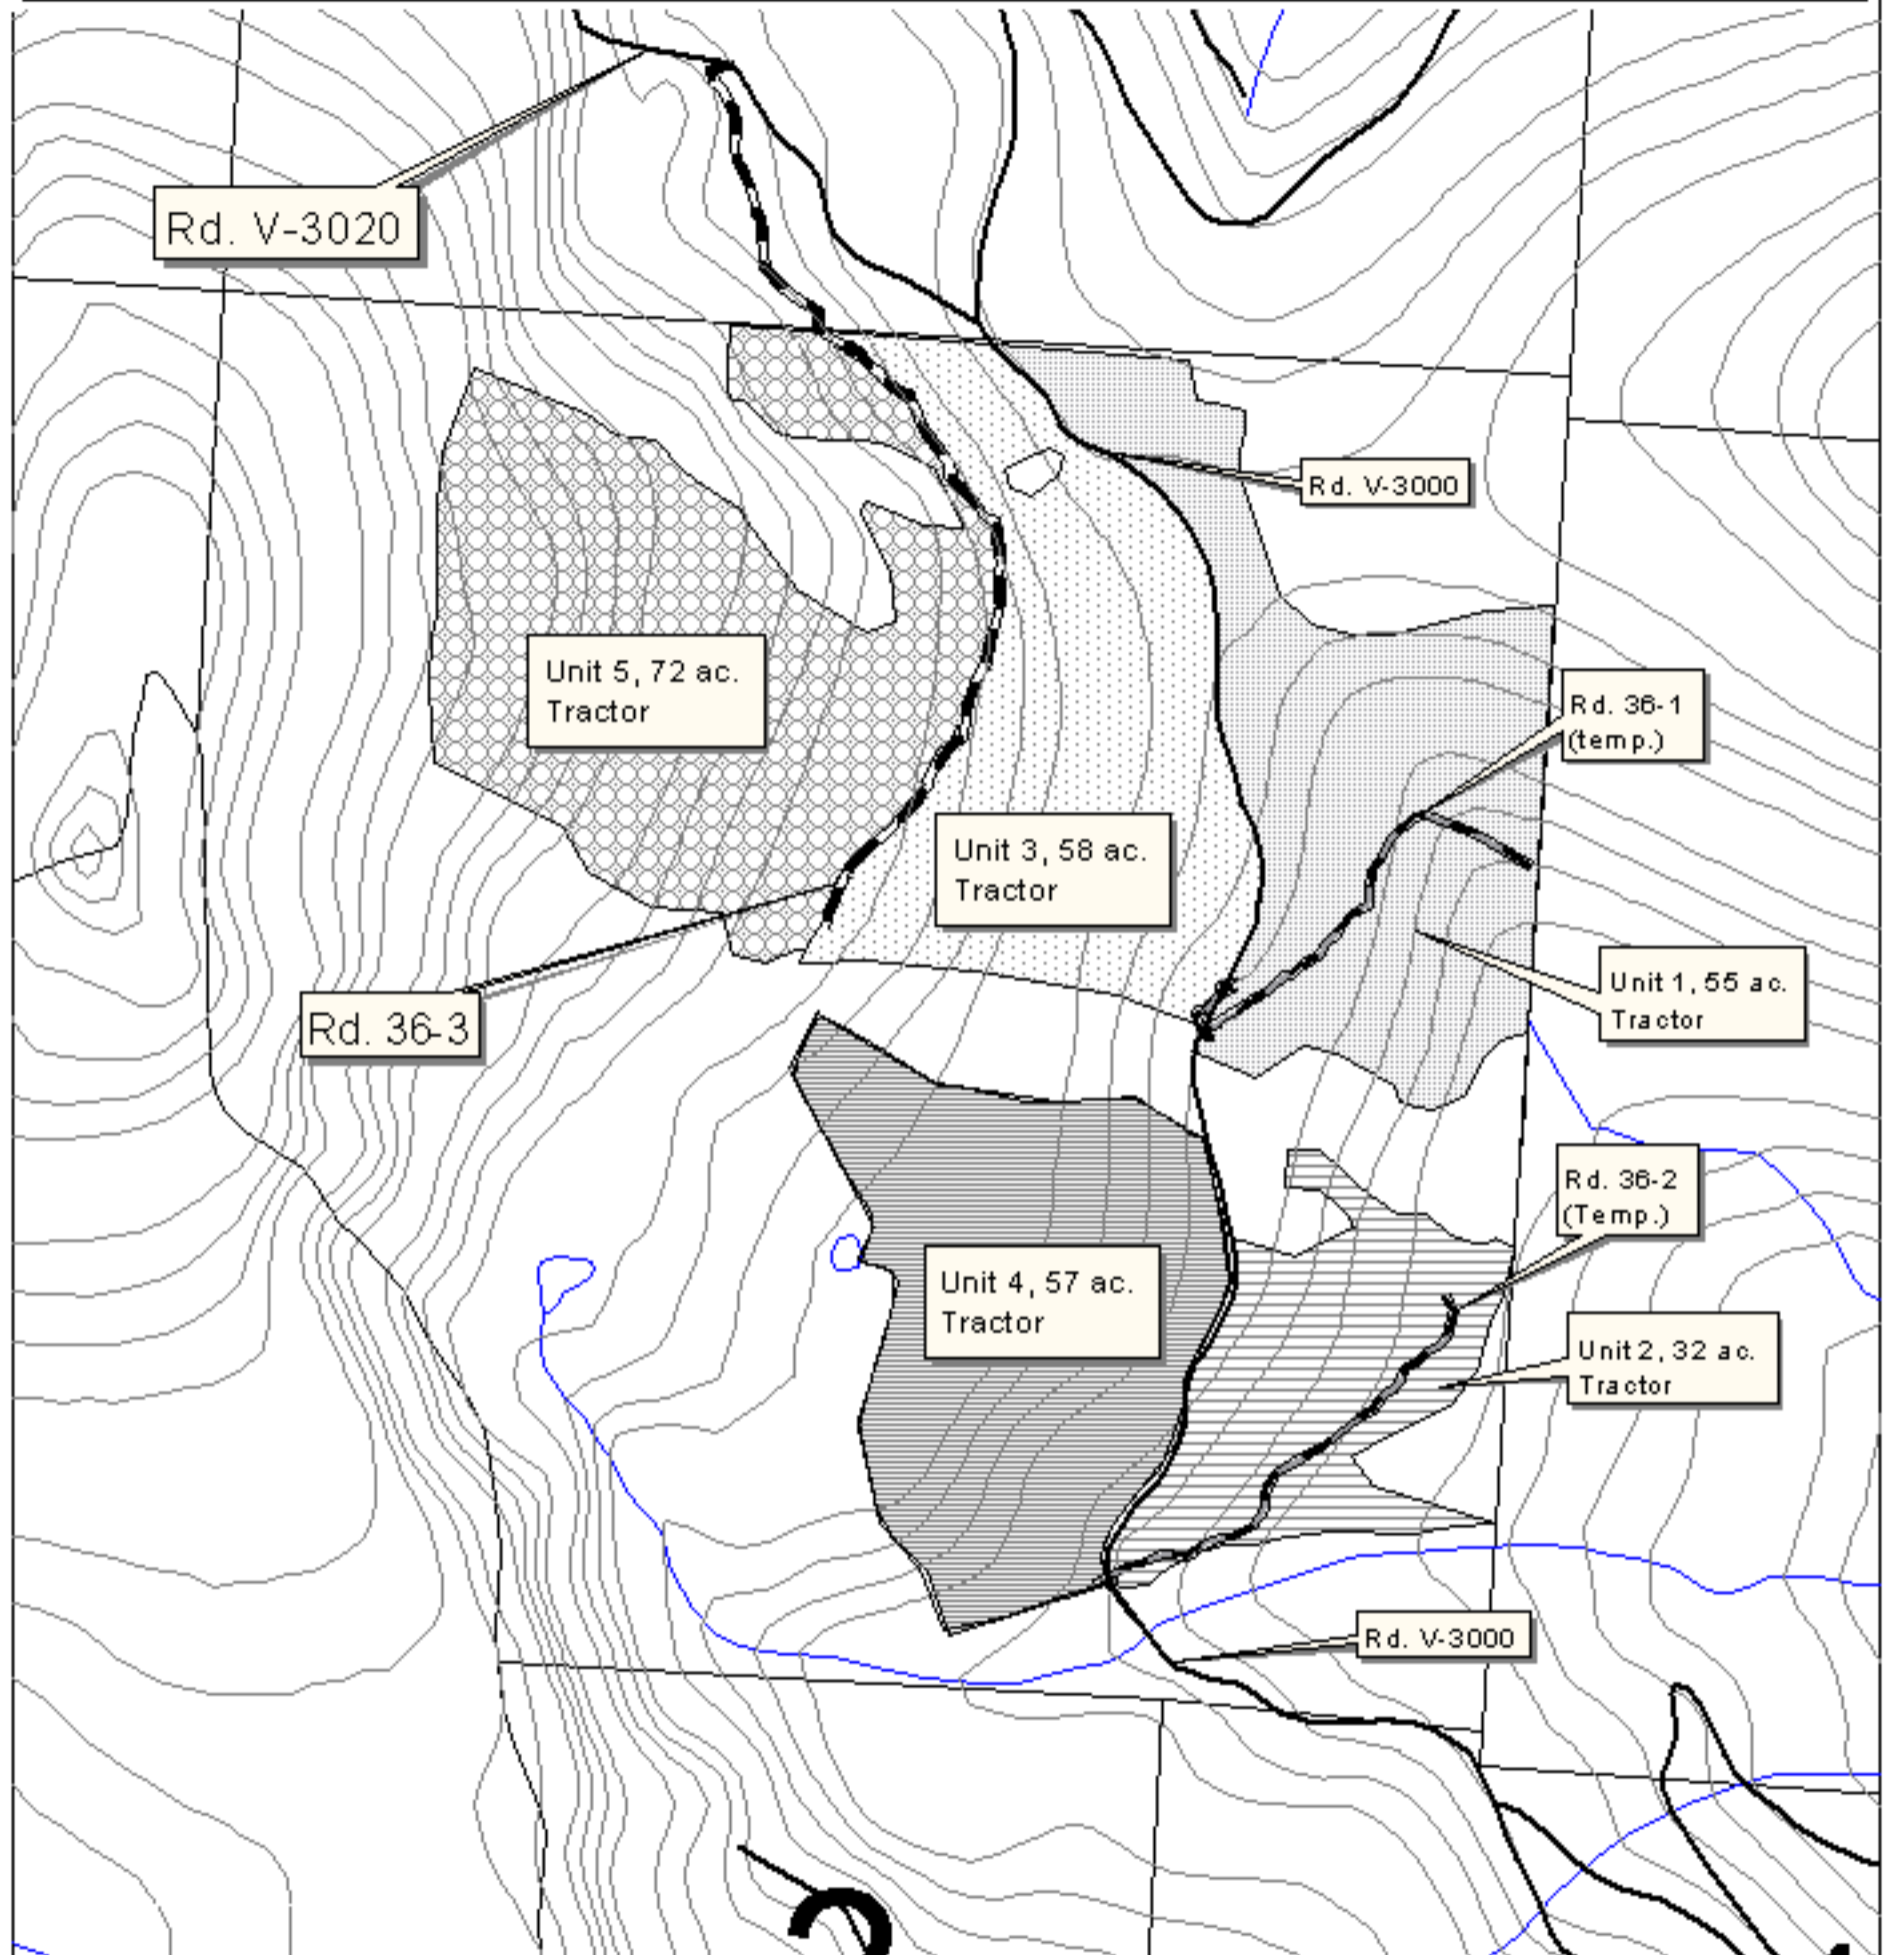 Rd. V-3020
Rd. V-3000
Unit 5, 72 ac.
Tractor
Rd. 36-1
(temp.)
Unit 3, 58 ac.
Tractor
Unit 1, 55 ac.
Tractor
Rd. 36-3
Rd. 36-2
(Temp.)
Unit 4, 57 ac.
Tractor
Unit 2, 32 ac.
Tractor
Rd. V-3000